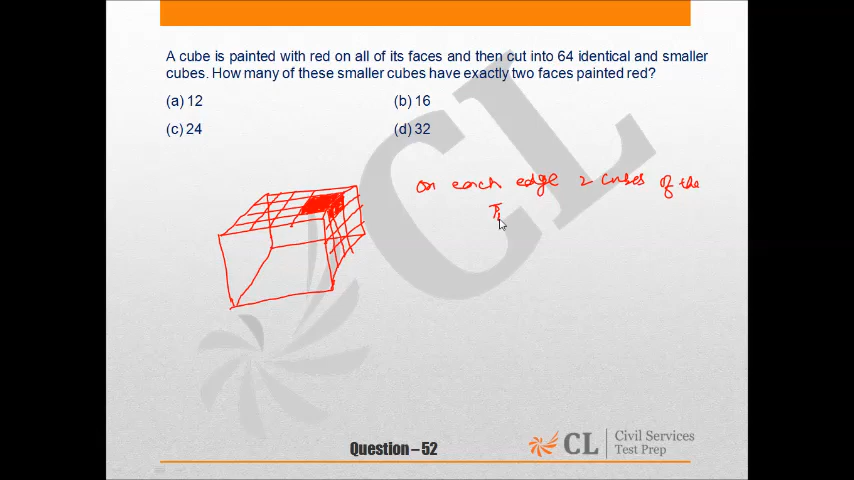 A cube is painted with red on all of its faces and then cut into 64 identical and smaller
cubes. How many of these smaller cubes have exactly two faces painted red?
(a) 12
(b) 16
(c) 24
(d) 32
on each edge 2 cubes of the
CL
Question – 52
CL Civil Services
Test Prep